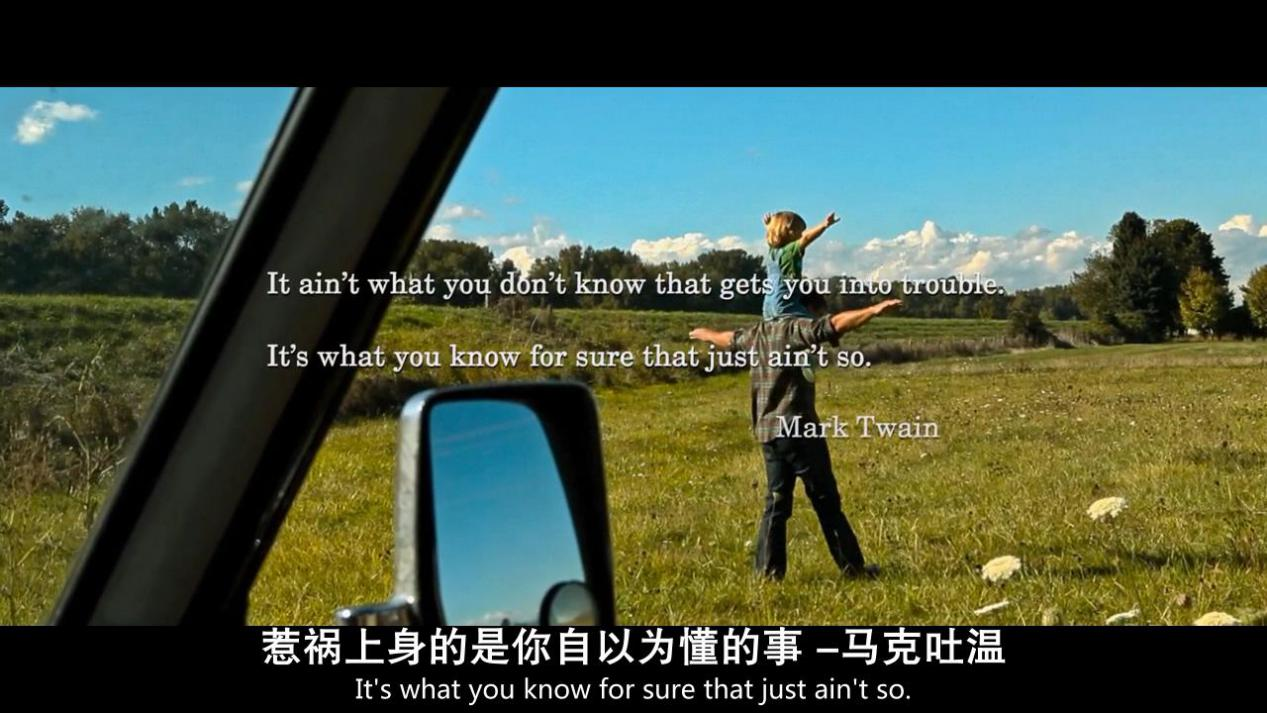 It ain't what you don't know that gets you into trouble.
It's what you know for sure that just ain't so.
Mark Twain
惹祸上身的是你自以为懂的事 –马克吐温
It's what you know for sure that just ain't so.